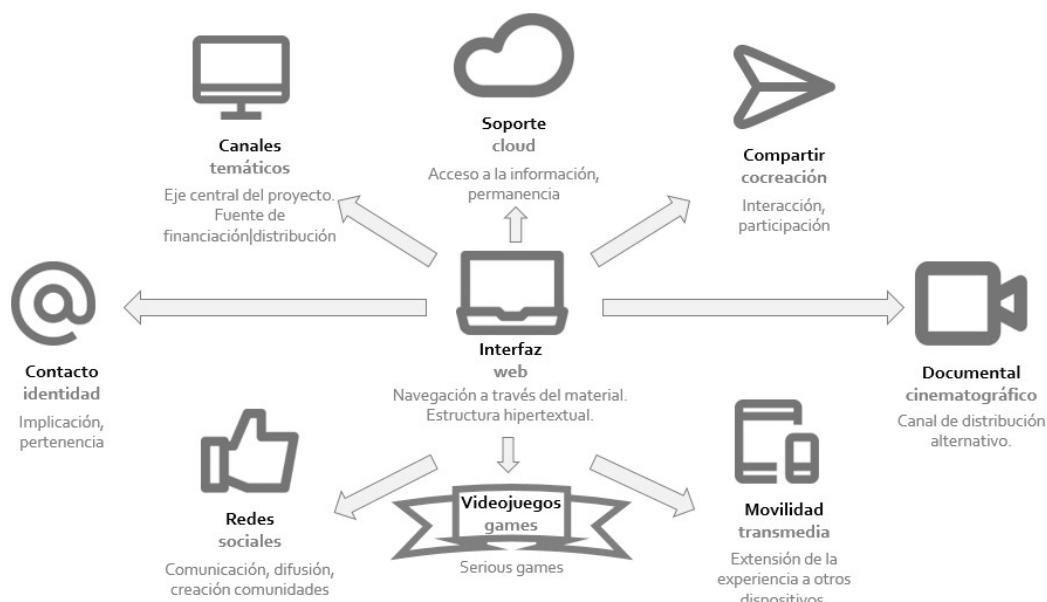 Canales
temáticos
Eje central del proyecto.
Fuente de
financiación|distribución
Soporte
cloud
Acceso a la información,
permanencia
Compartir
cocreación
Interacción,
participación
Contacto
identidad
Implicación,
pertenencia
Interfaz
web
Navegación a través del material.
Estructura hipertextual.
Documental
cinematográfico
Canal de distribución
alternativo.
Redes
sociales
Comunicación, difusión,
creación comunidades
Videojuegos
games
Serious games
Movilidad
transmedia
Extensión de la
experiencia a otros
dispositivos